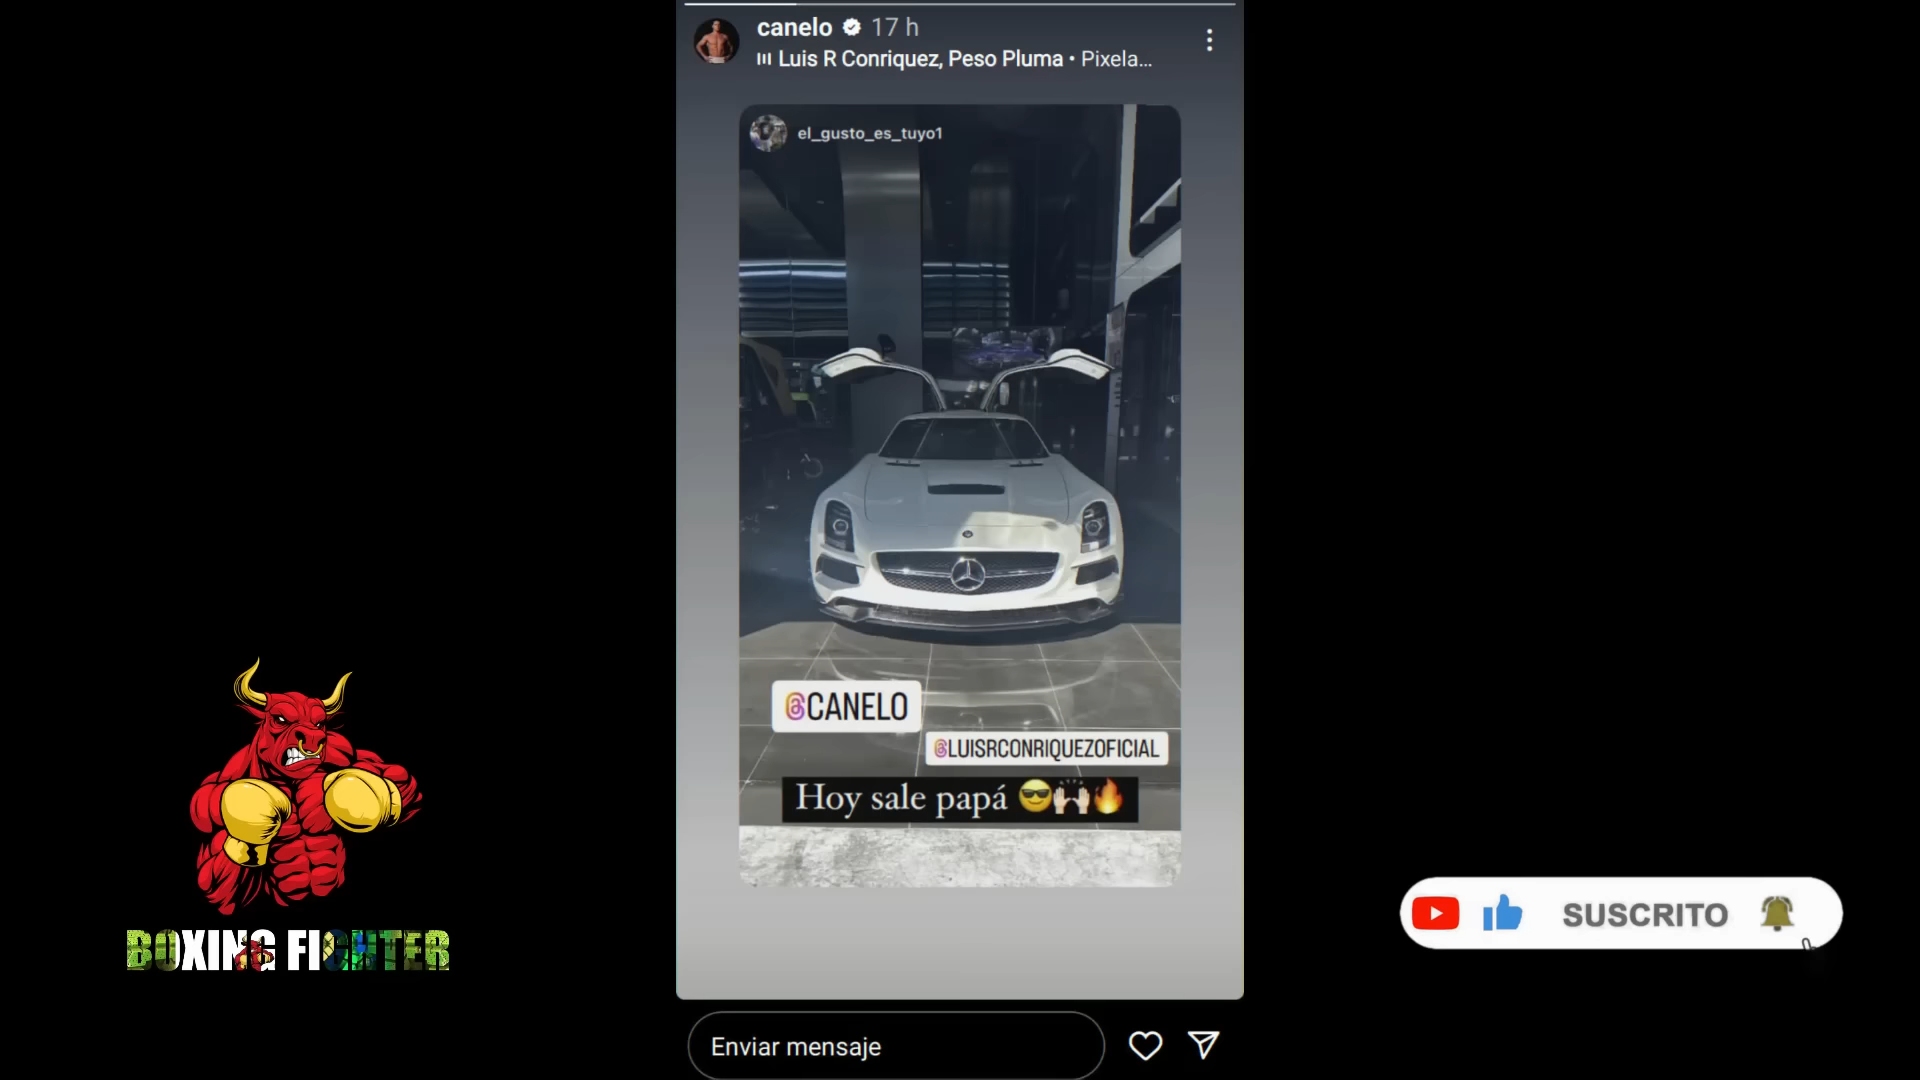 canelo 17 h
Luis R Conriquez, Peso Pluma • Pixela...
el_gusto_es_tuyo1
@CANELO
@LUISRCONRIQUEZOFICIAL
Hoy sale papá 😎🙌🏻🔥
BOXING FIGHTER
SUSCRITO
Enviar mensaje